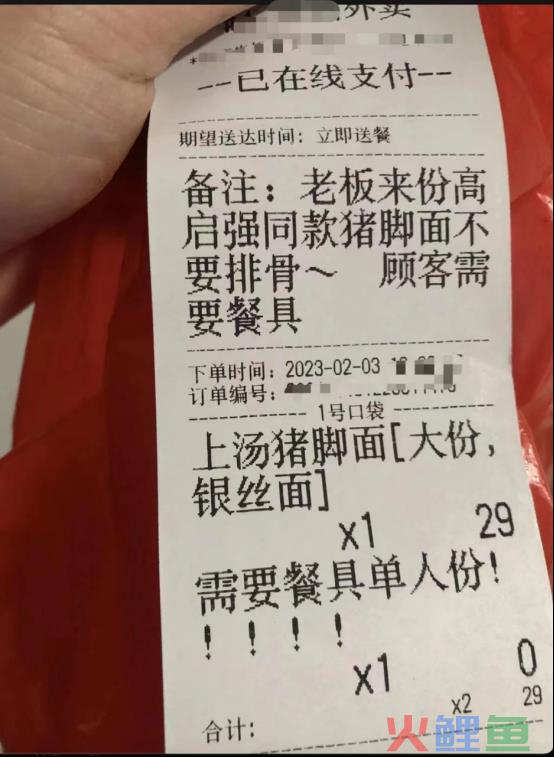 外卖
--已在线支付--
期望送达时间: 立即送餐
备注: 老板来份高
启强同款猪脚面不
要排骨~ 顾客需
要餐具
下单时间: 2023-02-03
订单编号:
1号口袋
上汤猪脚面[大份,
银丝面]
x1 29
需要餐具单人份!
! ! ! !
x1 0
x2 29
合计:
火鲤鱼